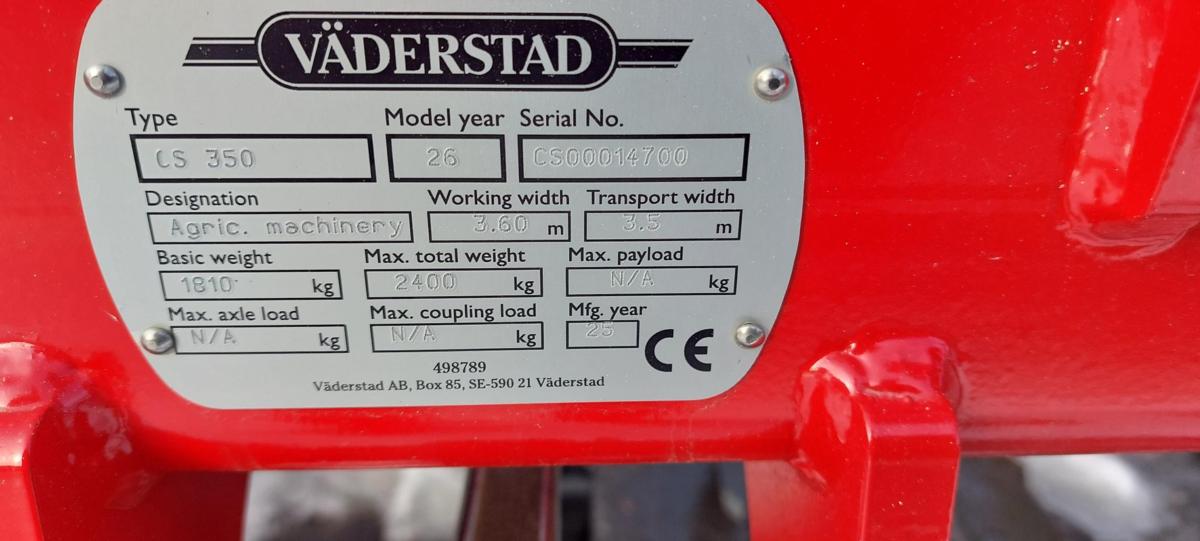 VÄDERSTAD
Type Model year Serial No.
CS 350 26 CS00014700
Designation Working width Transport width
Agric. machinery 3.60 m 3.5 m
Basic weight Max. total weight Max. payload
1810 kg 2400 kg N/A kg
Max. axle load Max. coupling load Mfg. year
N/A kg N/A kg 25
CE
498789
Väderstad AB, Box 85, SE-590 21 Väderstad